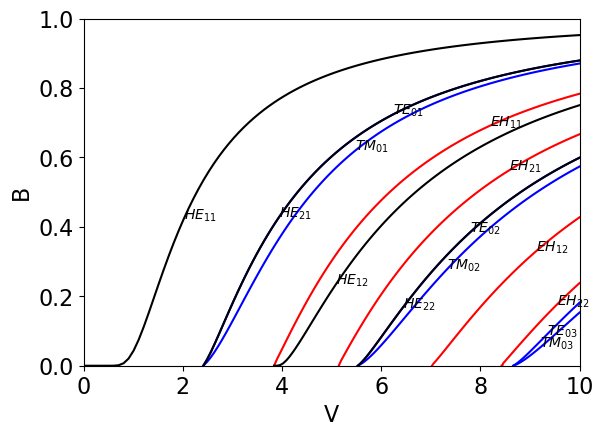 1.0
0.8
0.6
0.4
0.2
0.0
B
TE₀₁
TM₀₁
EH₁₁
EH₂₁
HE₁₁
HE₂₁
TE₀₂
EH₁₂
TM₀₂
HE₁₂
HE₂₂
EH₂₂
TE₀₃
TM₀₃
0 2 4 6 8 10
V